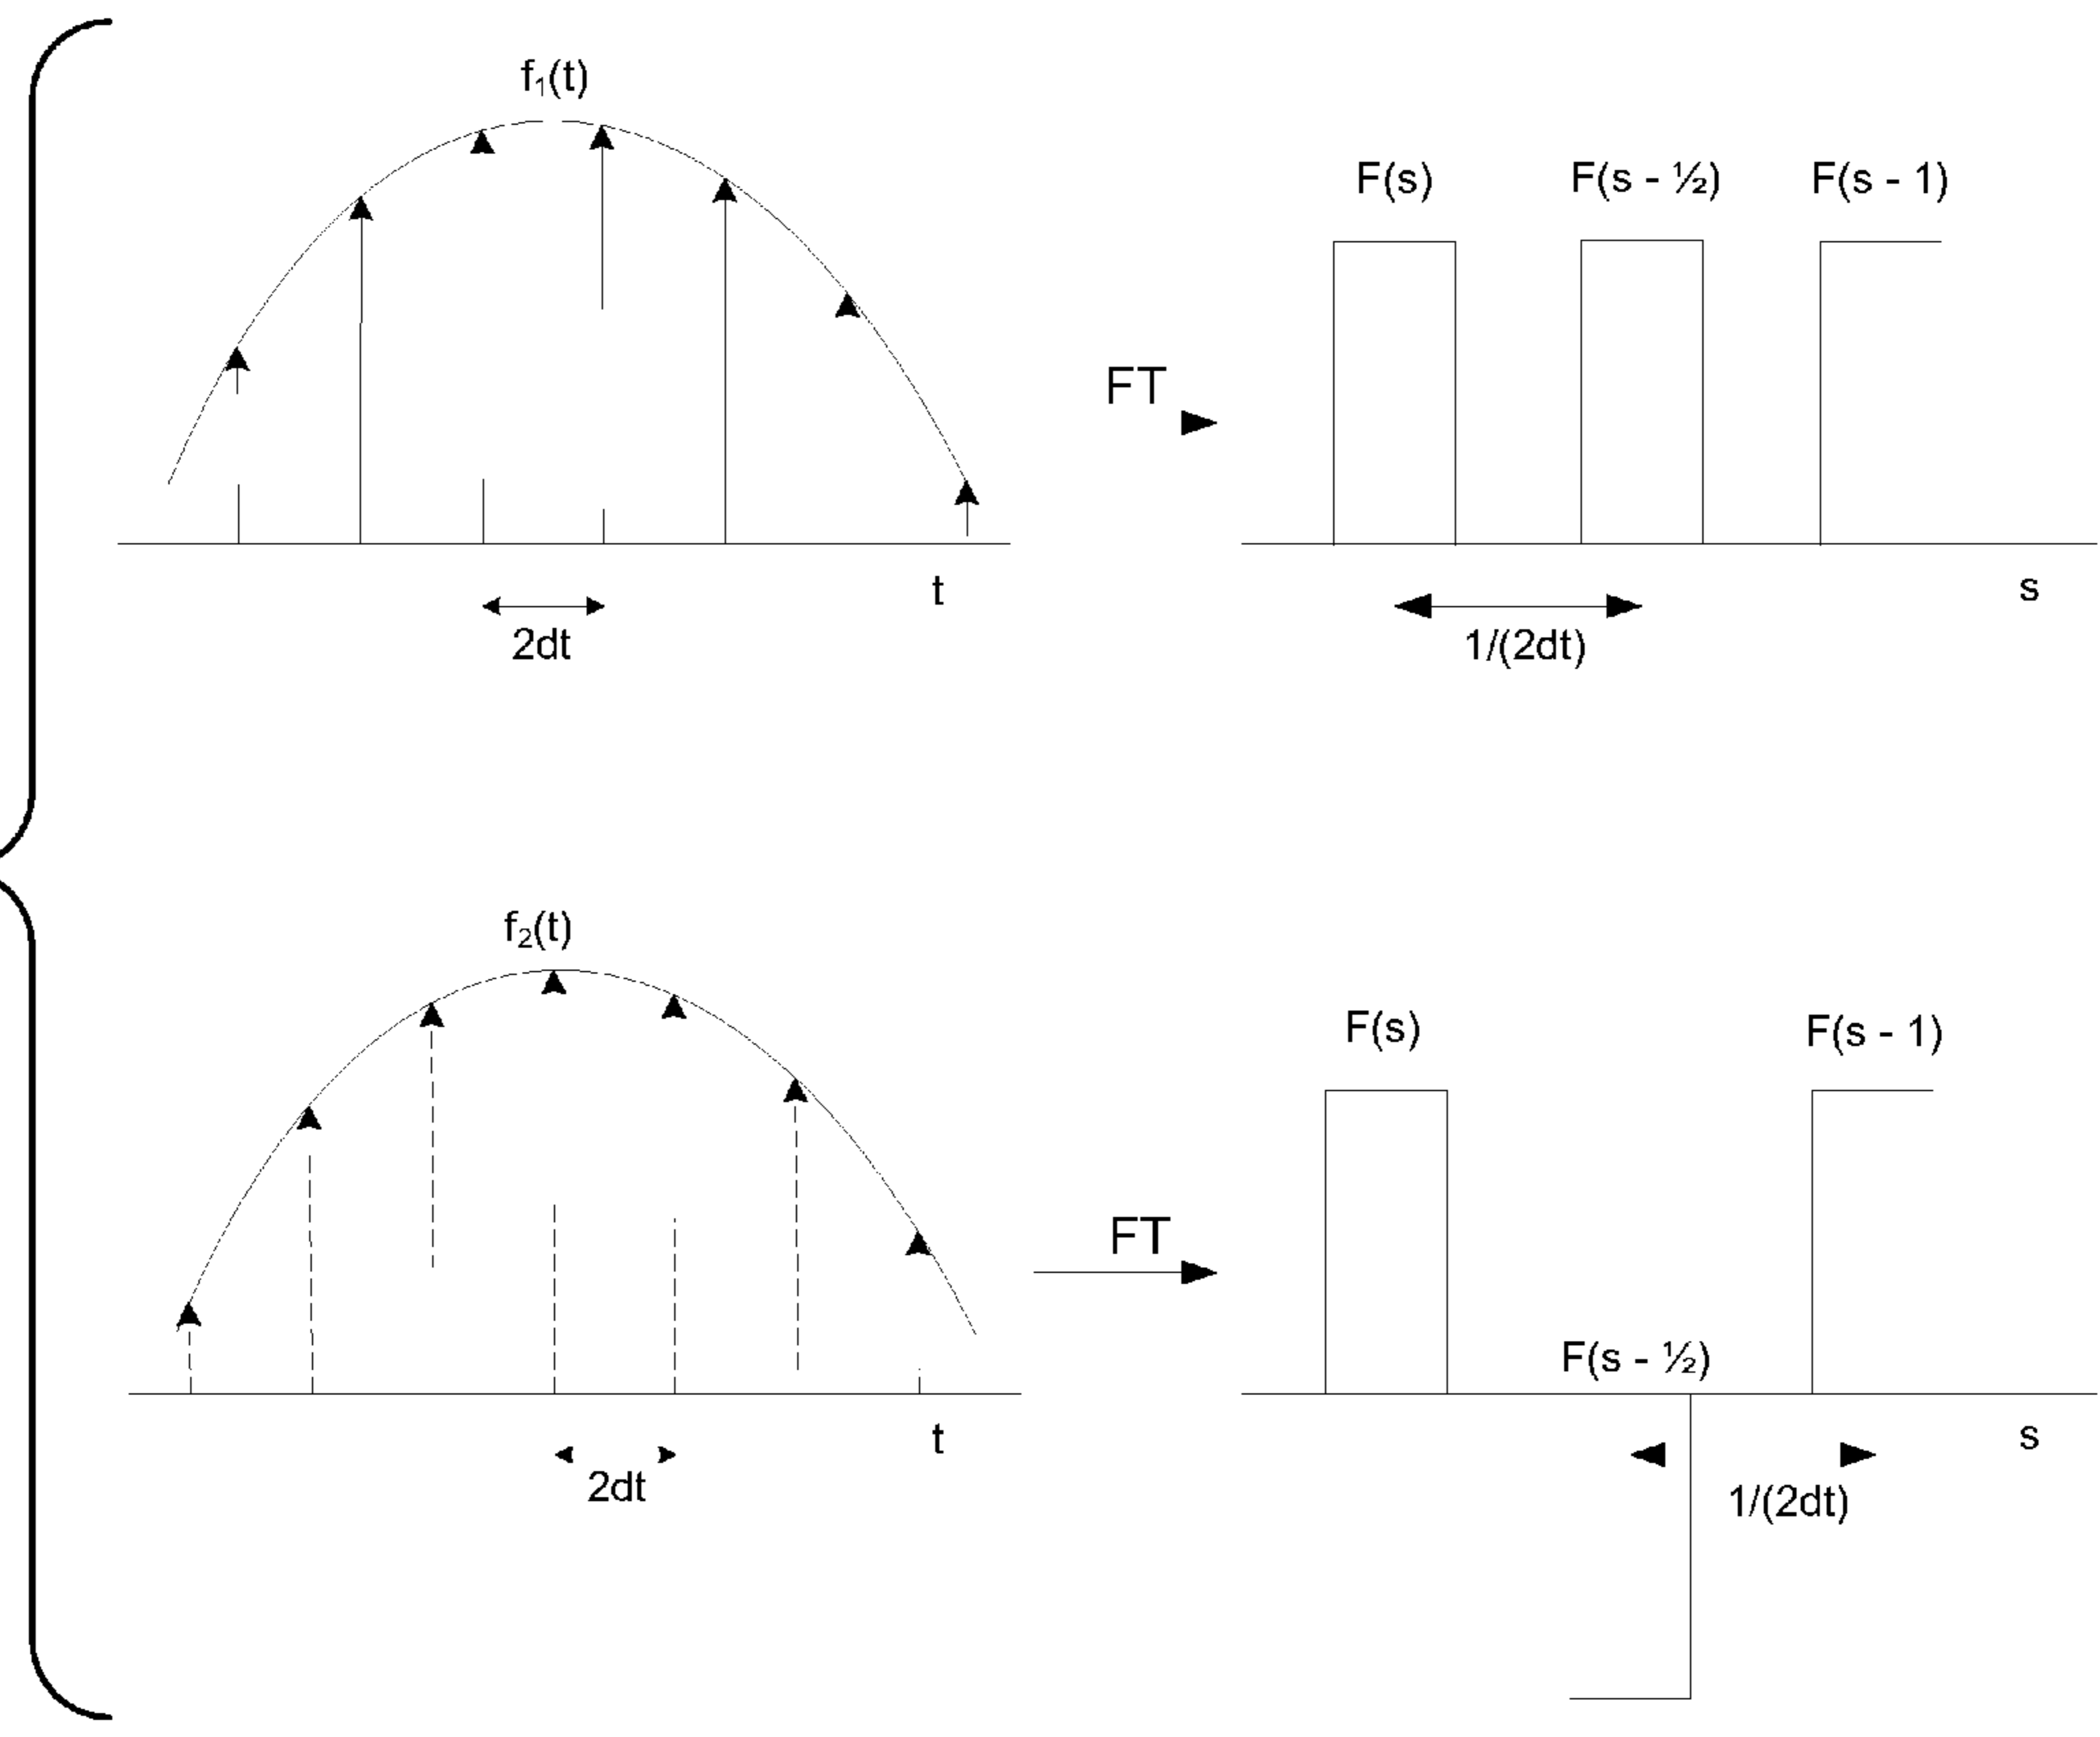 f₁(t)
F(s)
F(s - ½)
F(s - 1)
FT
t
s
2dt
1/(2dt)
f₂(t)
F(s)
F(s - 1)
FT
F(s - ½)
t
s
2dt
1/(2dt)